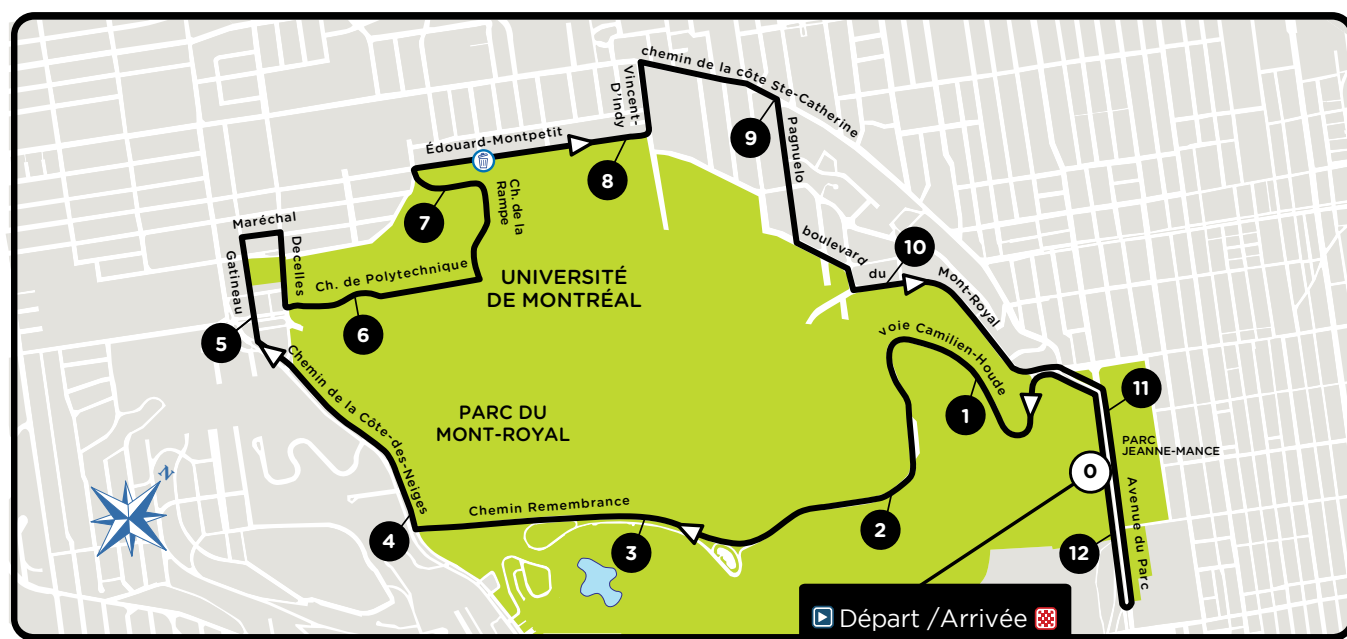 chemin de la côte Ste-Catherine
Vincent-
D'Indy
Édouard-Montpetit
9
Pagnuelo
8
Ch. de la
Rampe
7
Maréchal
Decelles
Gatineau
Ch. de Polytechnique
UNIVERSITÉ
DE MONTRÉAL
boulevard du Mont-Royal
10
6
5
Voie Camilien-Houde
1
11
Chemin de la Côte-des-Neiges
PARC DU
MONT-ROYAL
PARC
JEANNE-MANCE
0
N
Avenue du Parc
Chemin Remembrance
4
3
2
12
Départ /Arrivée